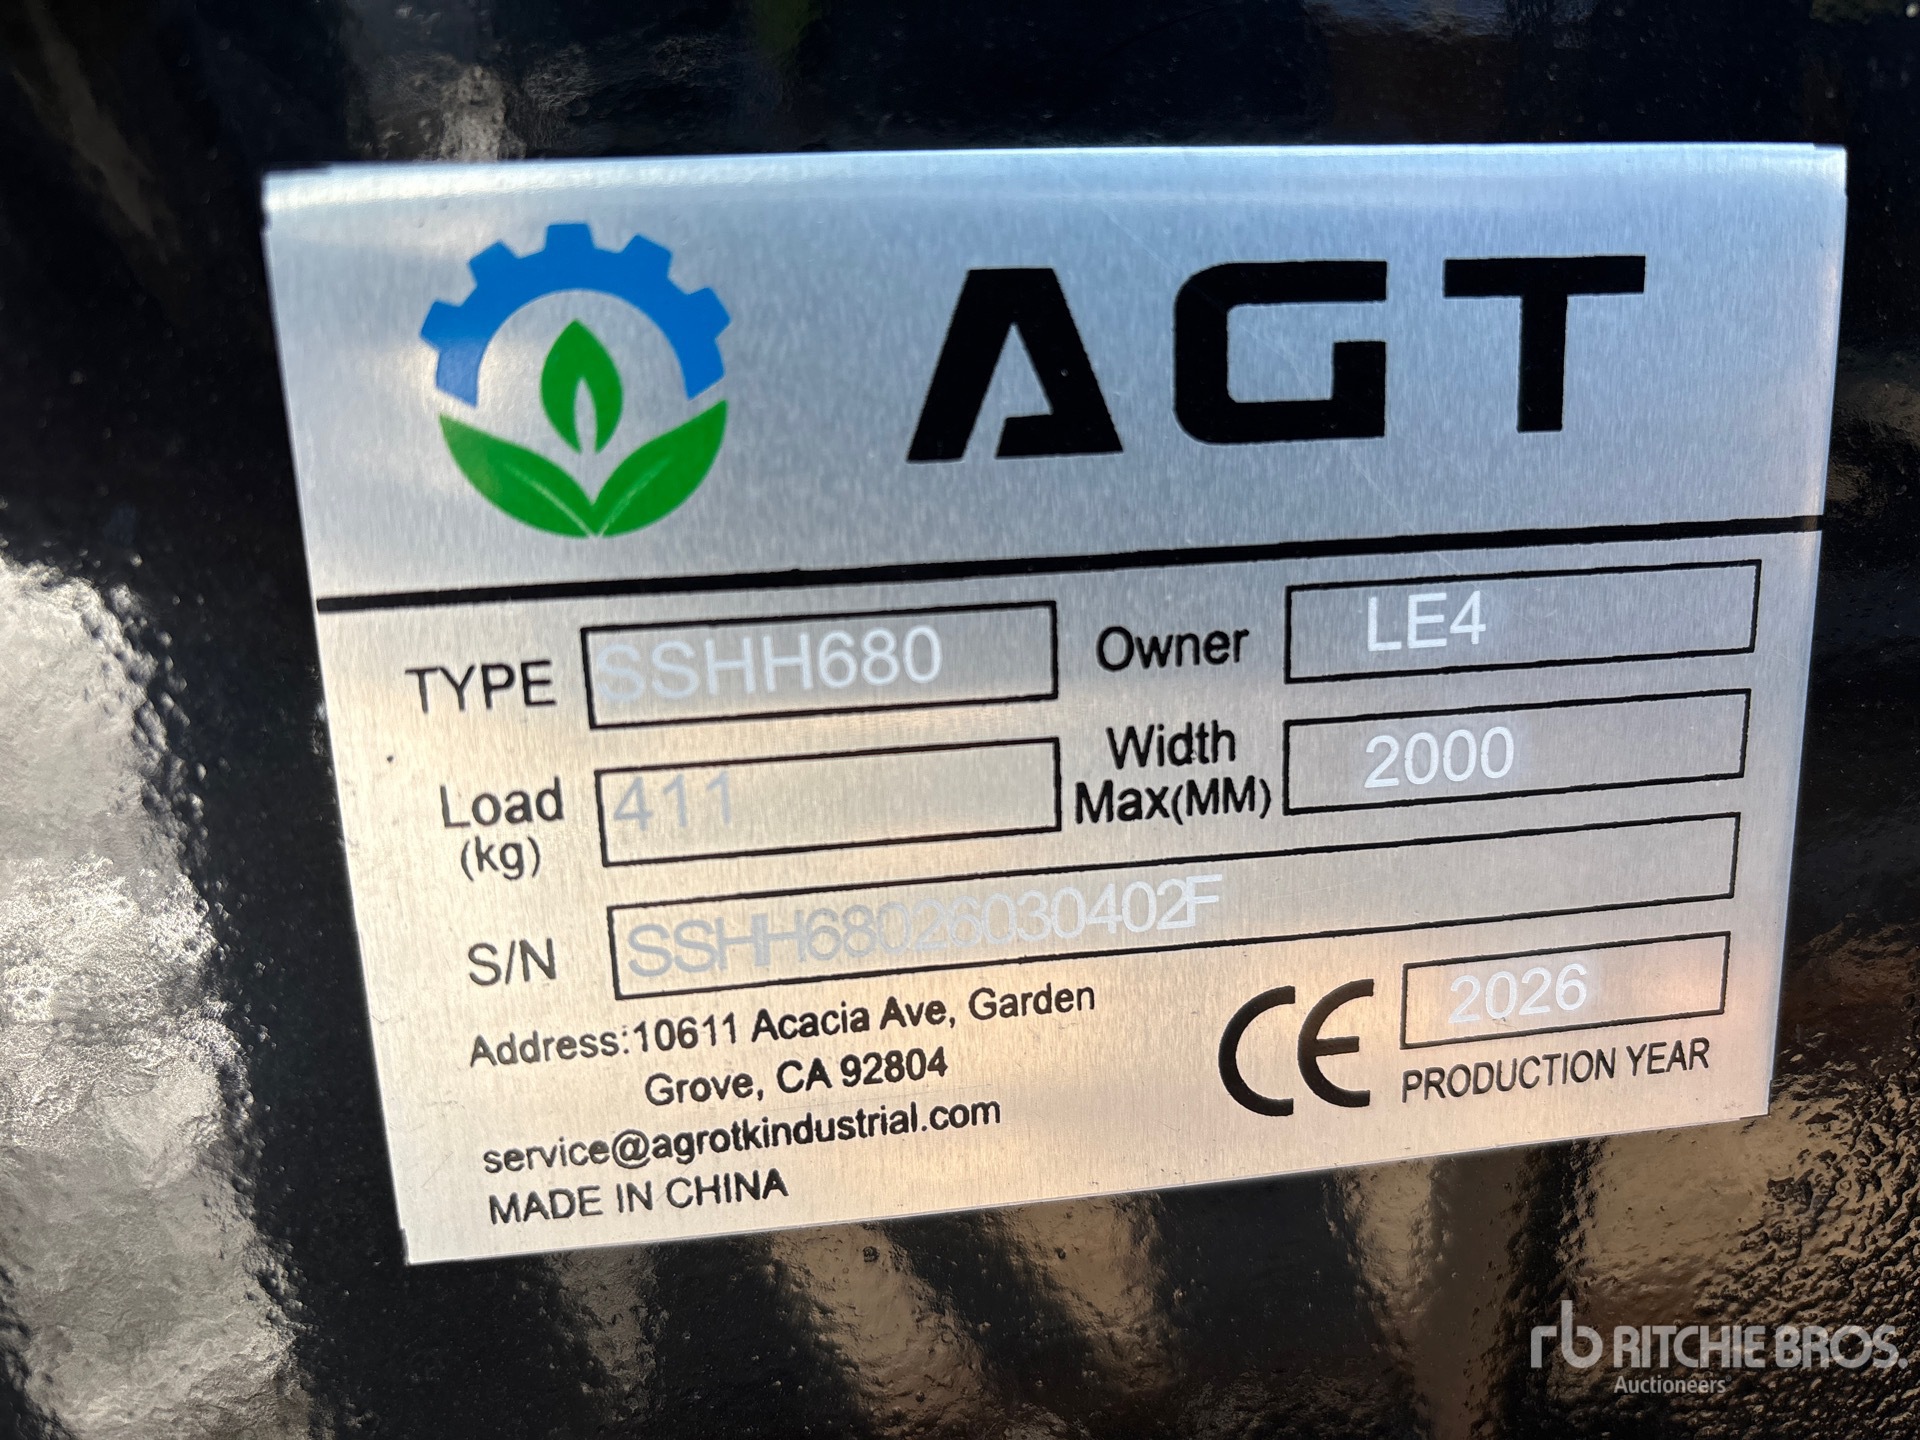 AGT
TYPE SSHH680 Owner LE4
Load (kg) 411 Width Max(MM) 2000
S/N SSHH68026030402F
Address:10611 Acacia Ave, Garden
Grove, CA 92804
service@agrotkindustrial.com
MADE IN CHINA
CE 2026
PRODUCTION YEAR
rb RITCHIE BROS.
Auctioneers